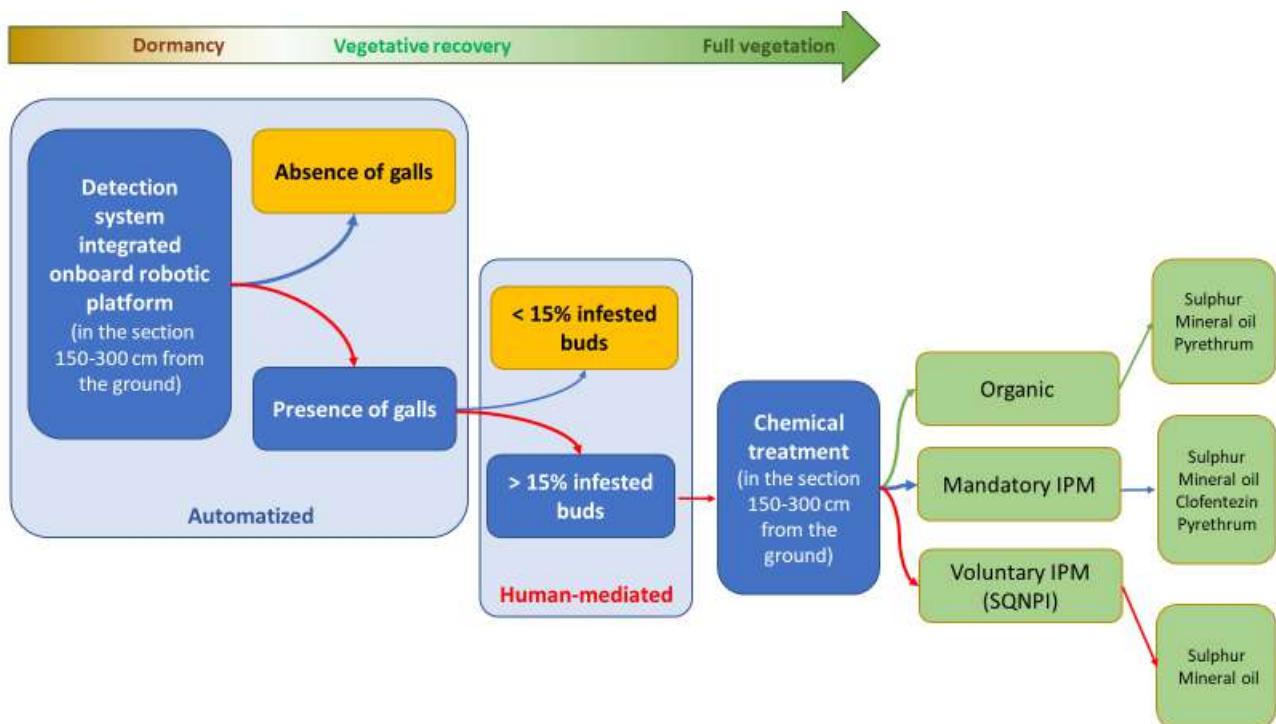 Dormancy
Vegetative recovery
Full vegetation
Detection
system
integrated
onboard robotic
platform
(in the section
150-300 cm from
the ground)
Absence of galls
Presence of galls
Automatized
< 15% infested
buds
> 15% infested
buds
Human-mediated
Chemical
treatment
(in the section
150-300 cm
from the
ground)
Organic
Mandatory IPM
Voluntary IPM
(SQNPI)
Sulphur
Mineral oil
Pyrethrum
Sulphur
Mineral oil
Clofentezin
Pyrethrum
Sulphur
Mineral oil